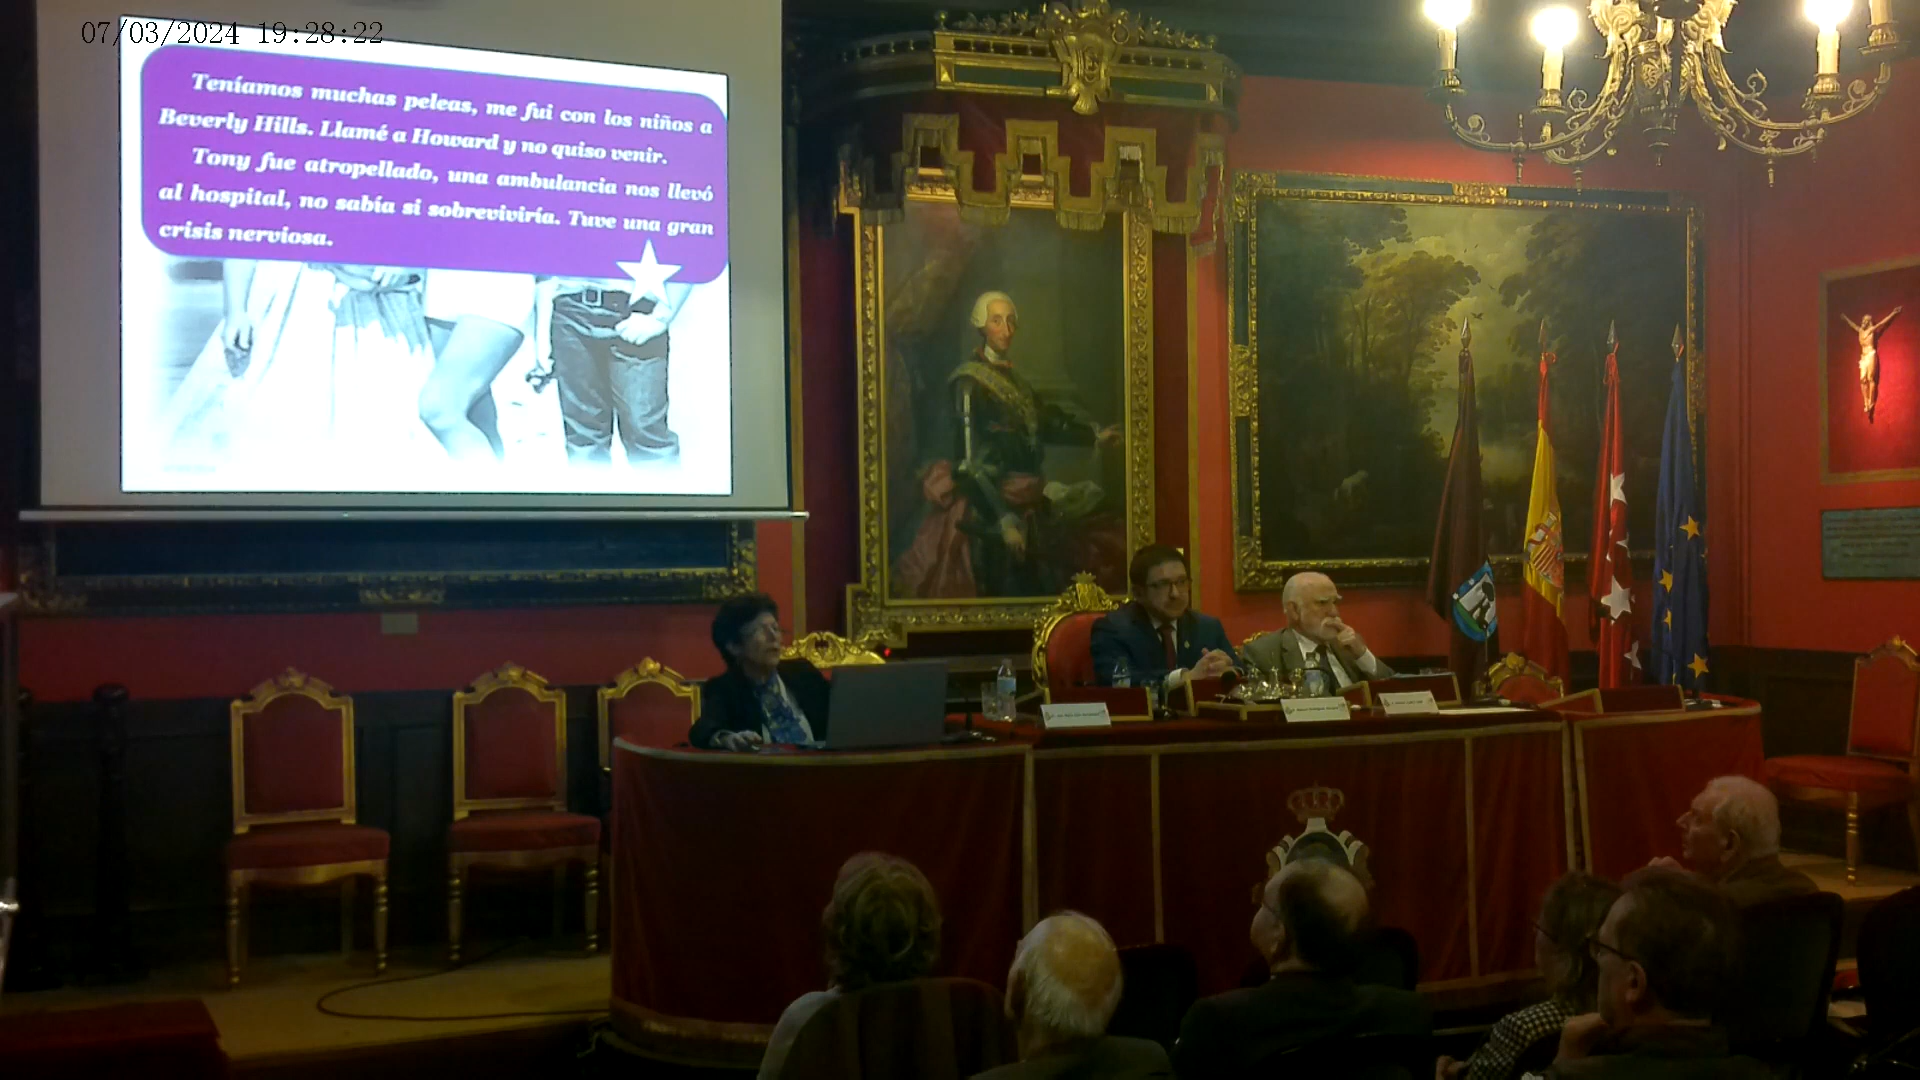 07/03/2024 19:28:22
Teníamos muchas peleas, me fui con los niños a
Beverly Hills. Llamé a Howard y no quiso venir.
Tony fue atropellado, una ambulancia nos llevó
al hospital, no sabía si sobreviviría. Tuve una gran
crisis nerviosa.